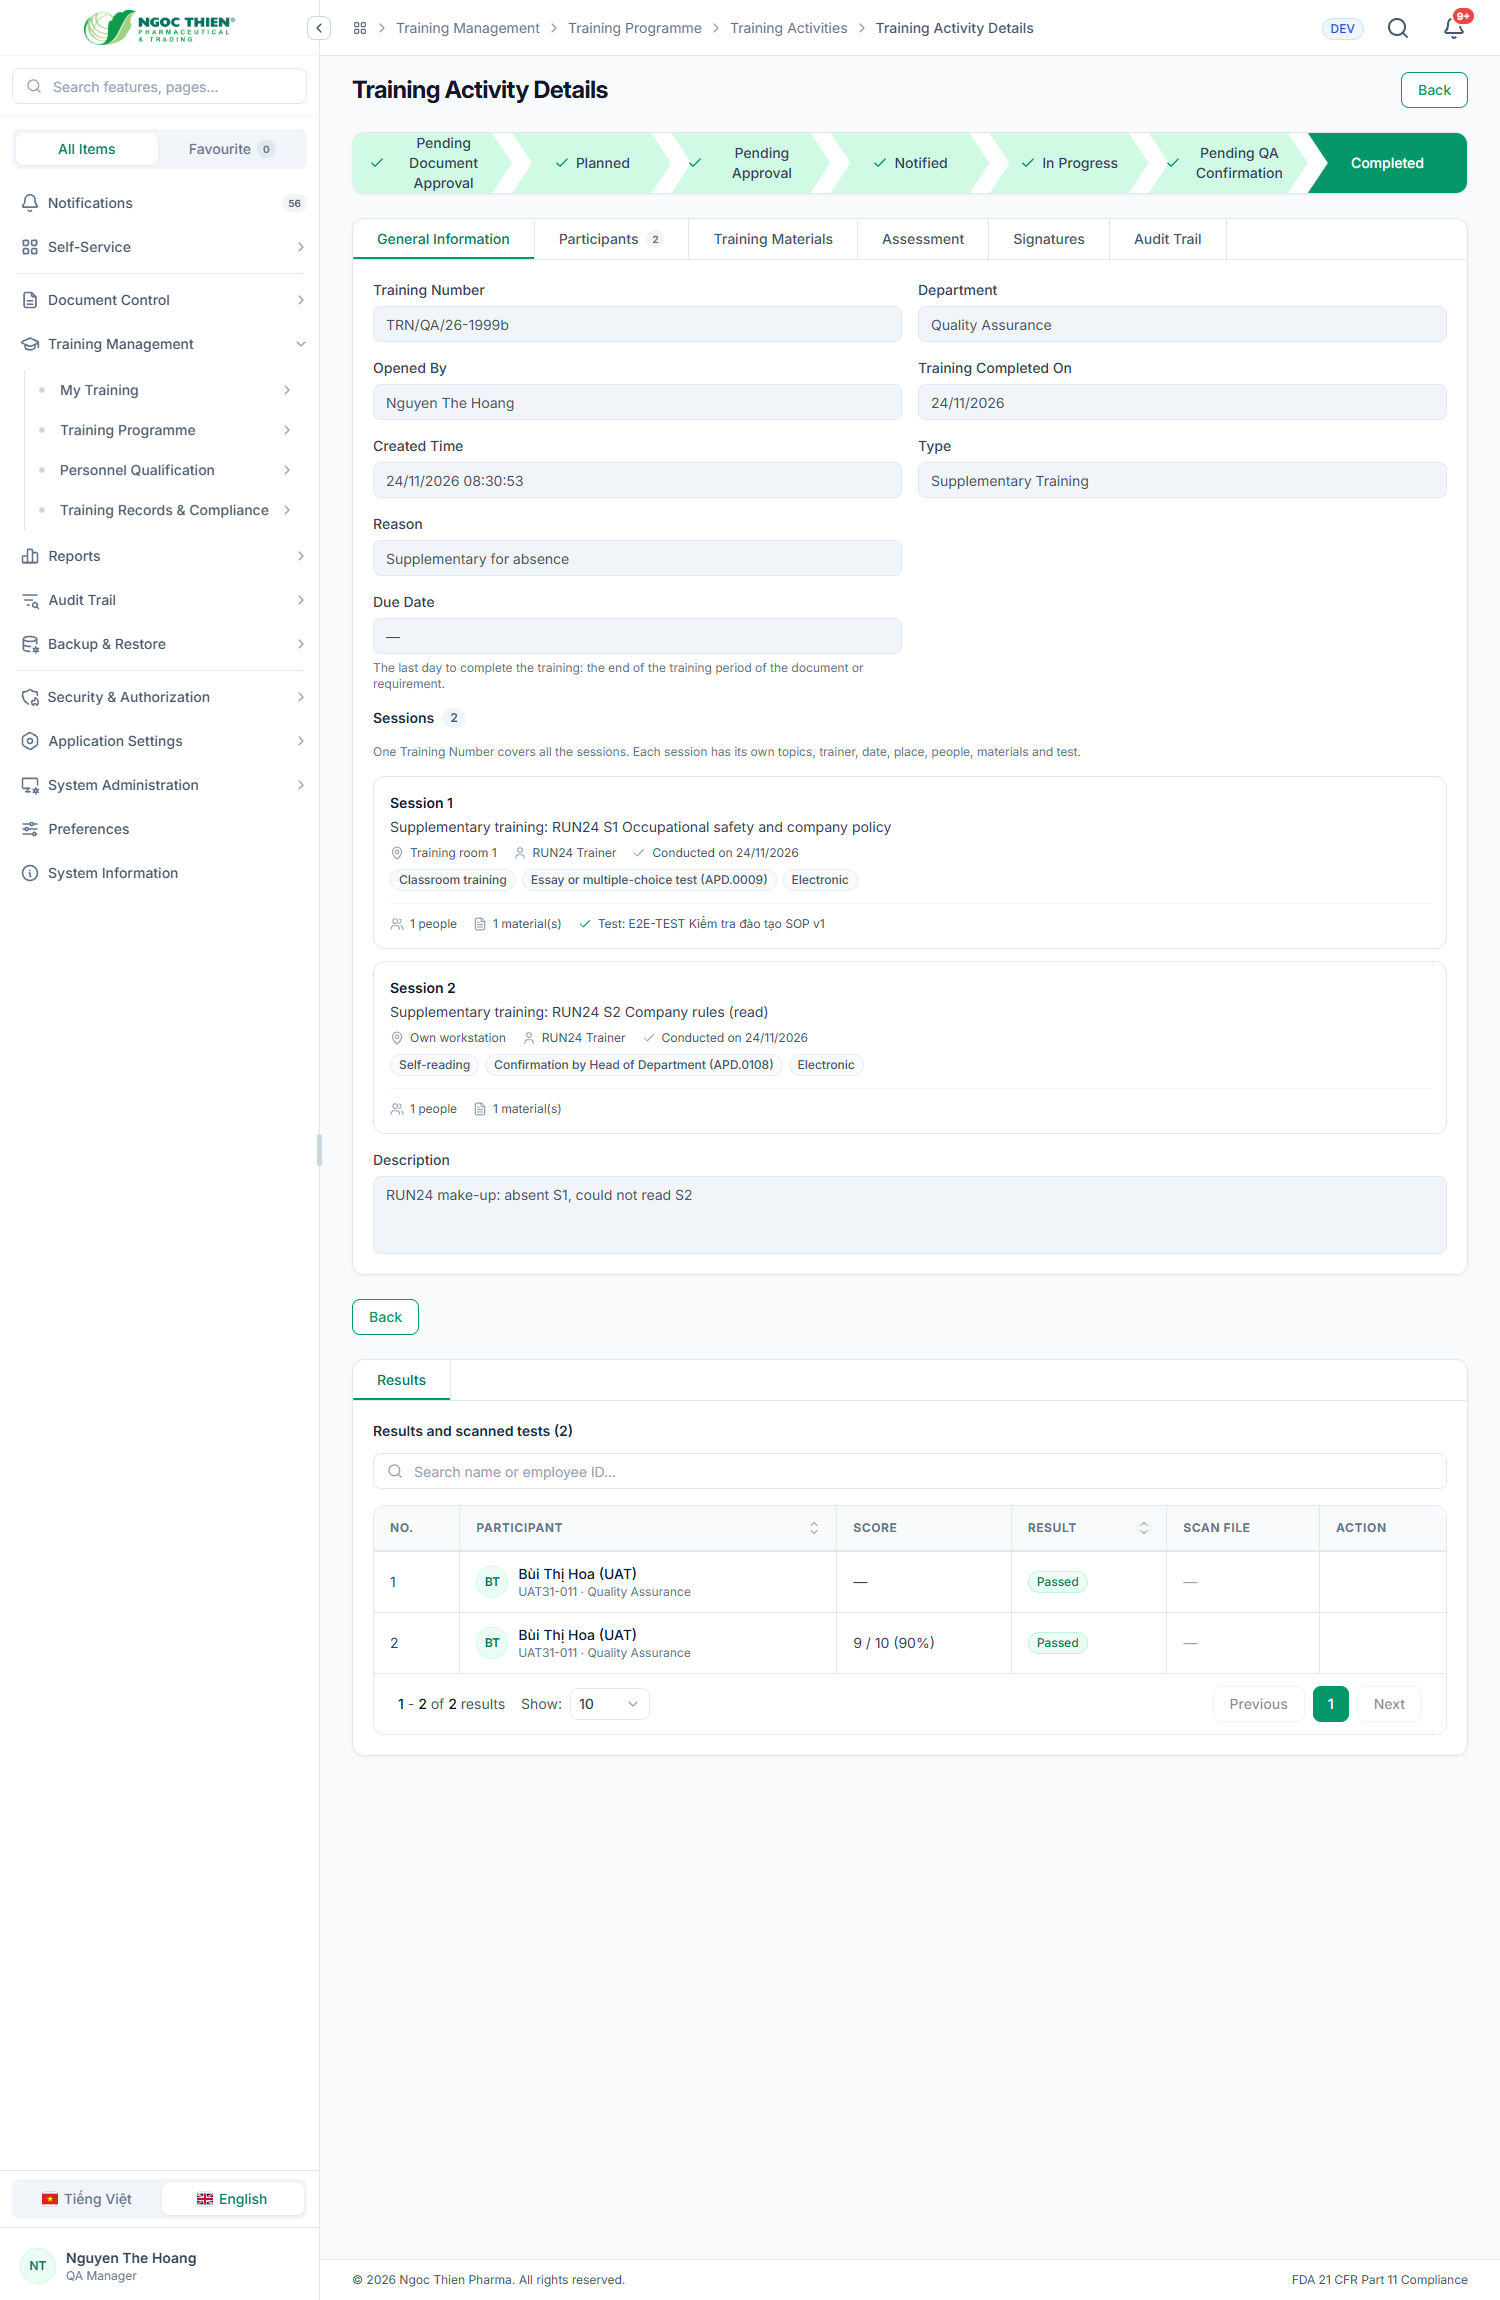 NGOC THIEN®
PHARMACEUTICAL
& TRADING
Training Management
Training Programme
Training Activities
Training Activity Details
DEV
9+
Search features, pages...
All Items
Favourite 0
Notifications 56
Self-Service
Document Control
Training Management
My Training
Training Programme
Personnel Qualification
Training Records & Compliance
Reports
Audit Trail
Backup & Restore
Security & Authorization
Application Settings
System Administration
Preferences
System Information
Tiếng Việt
English
NT
Nguyen The Hoang
QA Manager
Training Activity Details
Back
Pending Document Approval
Planned
Pending Approval
Notified
In Progress
Pending QA Confirmation
Completed
General Information
Participants 2
Training Materials
Assessment
Signatures
Audit Trail
Training Number
TRN/QA/26-1999b
Department
Quality Assurance
Opened By
Nguyen The Hoang
Training Completed On
24/11/2026
Created Time
24/11/2026 08:30:53
Type
Supplementary Training
Reason
Supplementary for absence
Due Date
—
The last day to complete the training: the end of the training period of the document or
requirement.
Sessions 2
One Training Number covers all the sessions. Each session has its own topics, trainer, date, place, people, materials and test.
Session 1
Supplementary training: RUN24 S1 Occupational safety and company policy
Training room 1 RUN24 Trainer Conducted on 24/11/2026
Classroom training Essay or multiple-choice test (APD.0009) Electronic
1 people 1 material(s) Test: E2E-TEST Kiểm tra đào tạo SOP v1
Session 2
Supplementary training: RUN24 S2 Company rules (read)
Own workstation RUN24 Trainer Conducted on 24/11/2026
Self-reading Confirmation by Head of Department (APD.0108) Electronic
1 people 1 material(s)
Description
RUN24 make-up: absent S1, could not read S2
Back
Results
Results and scanned tests (2)
Search name or employee ID...
NO. PARTICIPANT SCORE RESULT SCAN FILE ACTION
1 BT Bùi Thị Hoa (UAT) — Passed —
UAT31-011 · Quality Assurance
2 BT Bùi Thị Hoa (UAT) 9 / 10 (90%) Passed —
UAT31-011 · Quality Assurance
1 - 2 of 2 results Show: 10 Previous 1 Next
© 2026 Ngoc Thien Pharma. All rights reserved.
FDA 21 CFR Part 11 Compliance